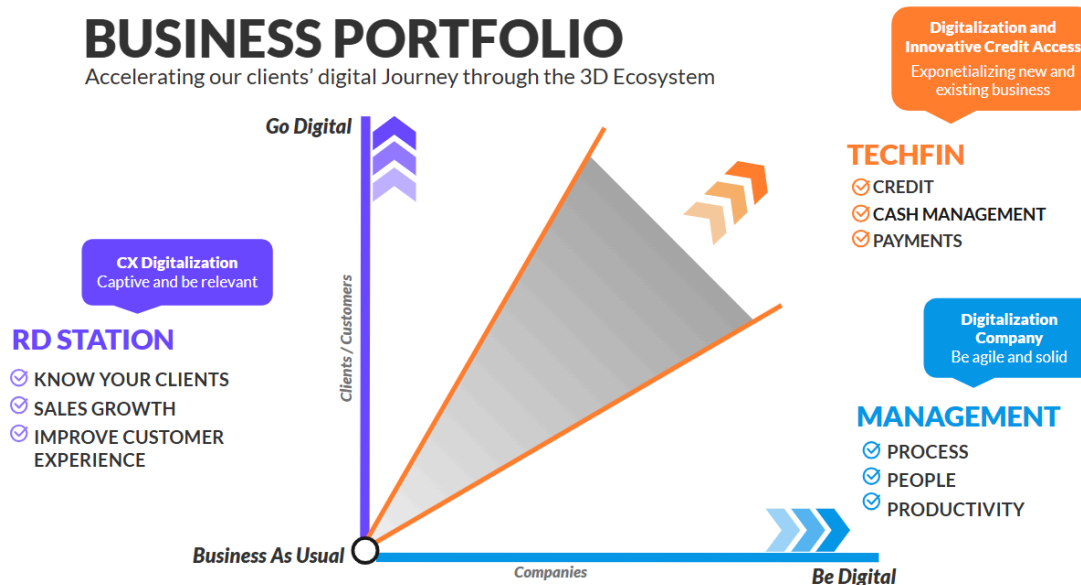 BUSINESS PORTFOLIO
Accelerating our clients' digital Journey through the 3D Ecosystem
Digitalization and
Innovative Credit Access
Exponetializing new and
existing business
Go Digital
TECHFIN
CREDIT
CASH MANAGEMENT
PAYMENTS
CX Digitalization
Captive and be relevant
Clients / Customers
RD STATION
KNOW YOUR CLIENTS
SALES GROWTH
IMPROVE CUSTOMER
EXPERIENCE
Digitalization
Company
Be agile and solid
MANAGEMENT
PROCESS
PEOPLE
PRODUCTIVITY
Business As Usual
Companies
Be Digital